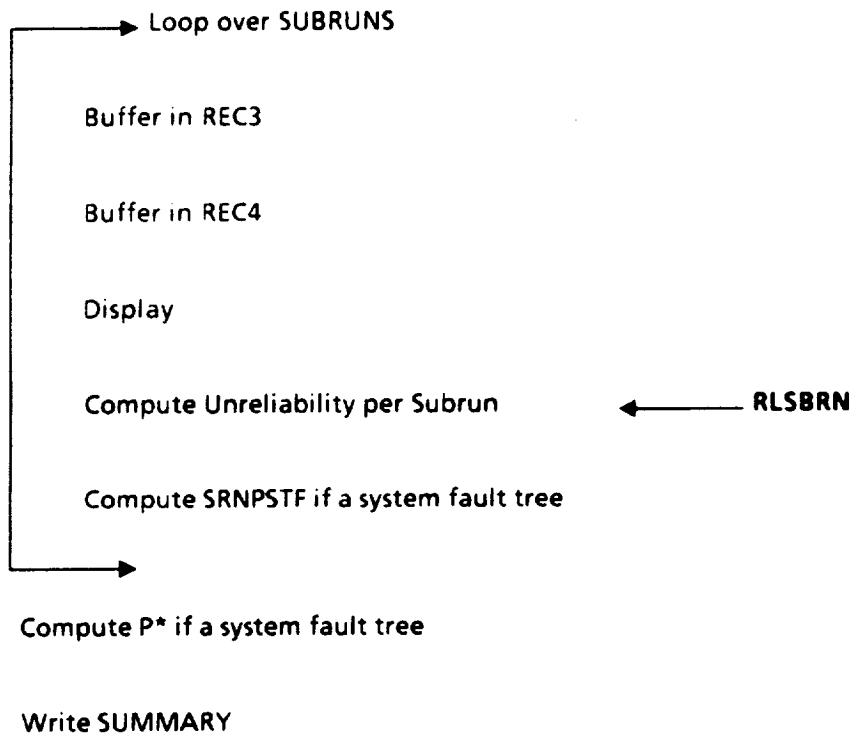 Loop over SUBRUNS
Buffer in REC3
Buffer in REC4
Display
Compute Unreliability per Subrun RLSBRN
Compute SRNPSTF if a system fault tree
Compute P* if a system fault tree
Write SUMMARY